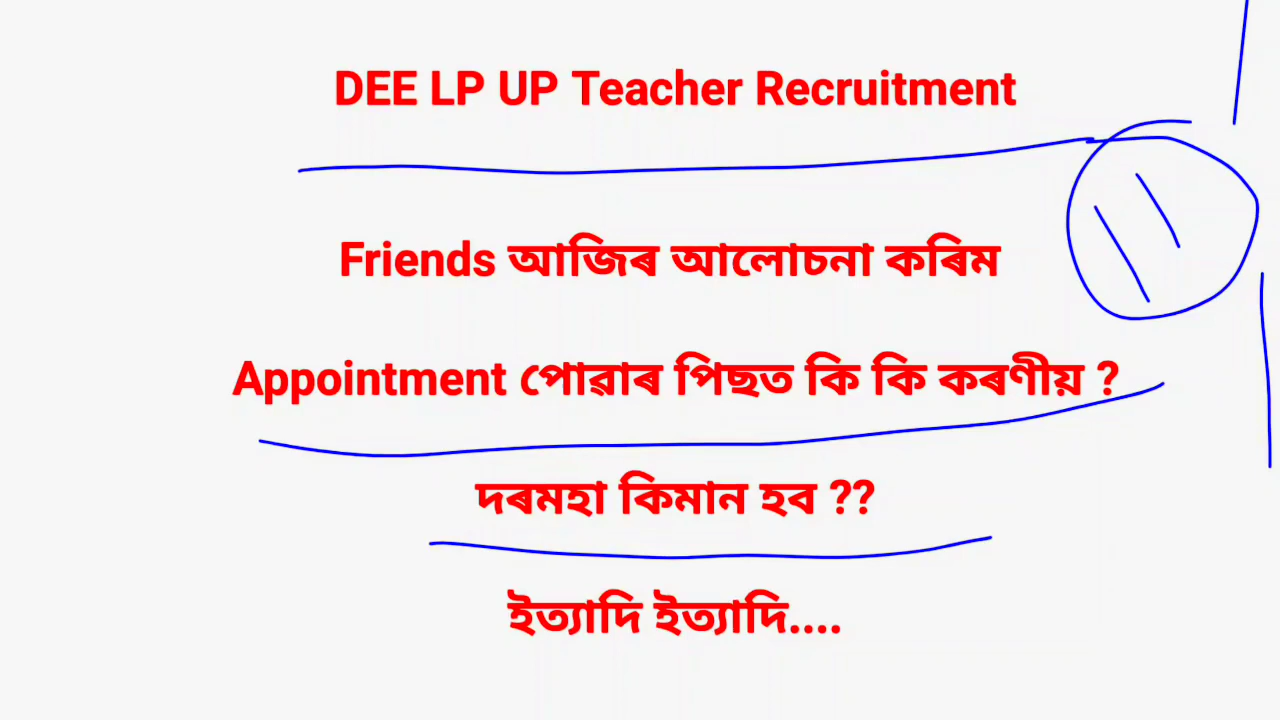 DEE LP UP Teacher Recruitment
Friends আজিৰ আলোচনা কৰিম
Appointment পোৱাৰ পিছত কি কি কৰণীয় ?
দৰমহা কিমান হব ??
ইত্যাদি ইত্যাদি....